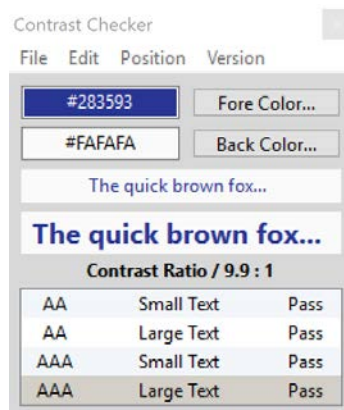 Contrast Checker
File Edit Position Version
#283593 Fore Color...
#FAFAFA Back Color...
The quick brown fox...
The quick brown fox...
Contrast Ratio / 9.9 : 1
AA Small Text Pass
AA Large Text Pass
AAA Small Text Pass
AAA Large Text Pass